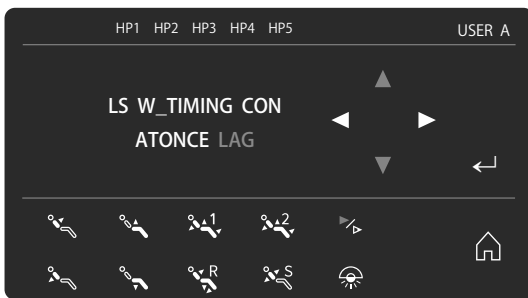 HP1 HP2 HP3 HP4 HP5 USER A
LS W_TIMING CON
ATONCE LAG
1 2
R S